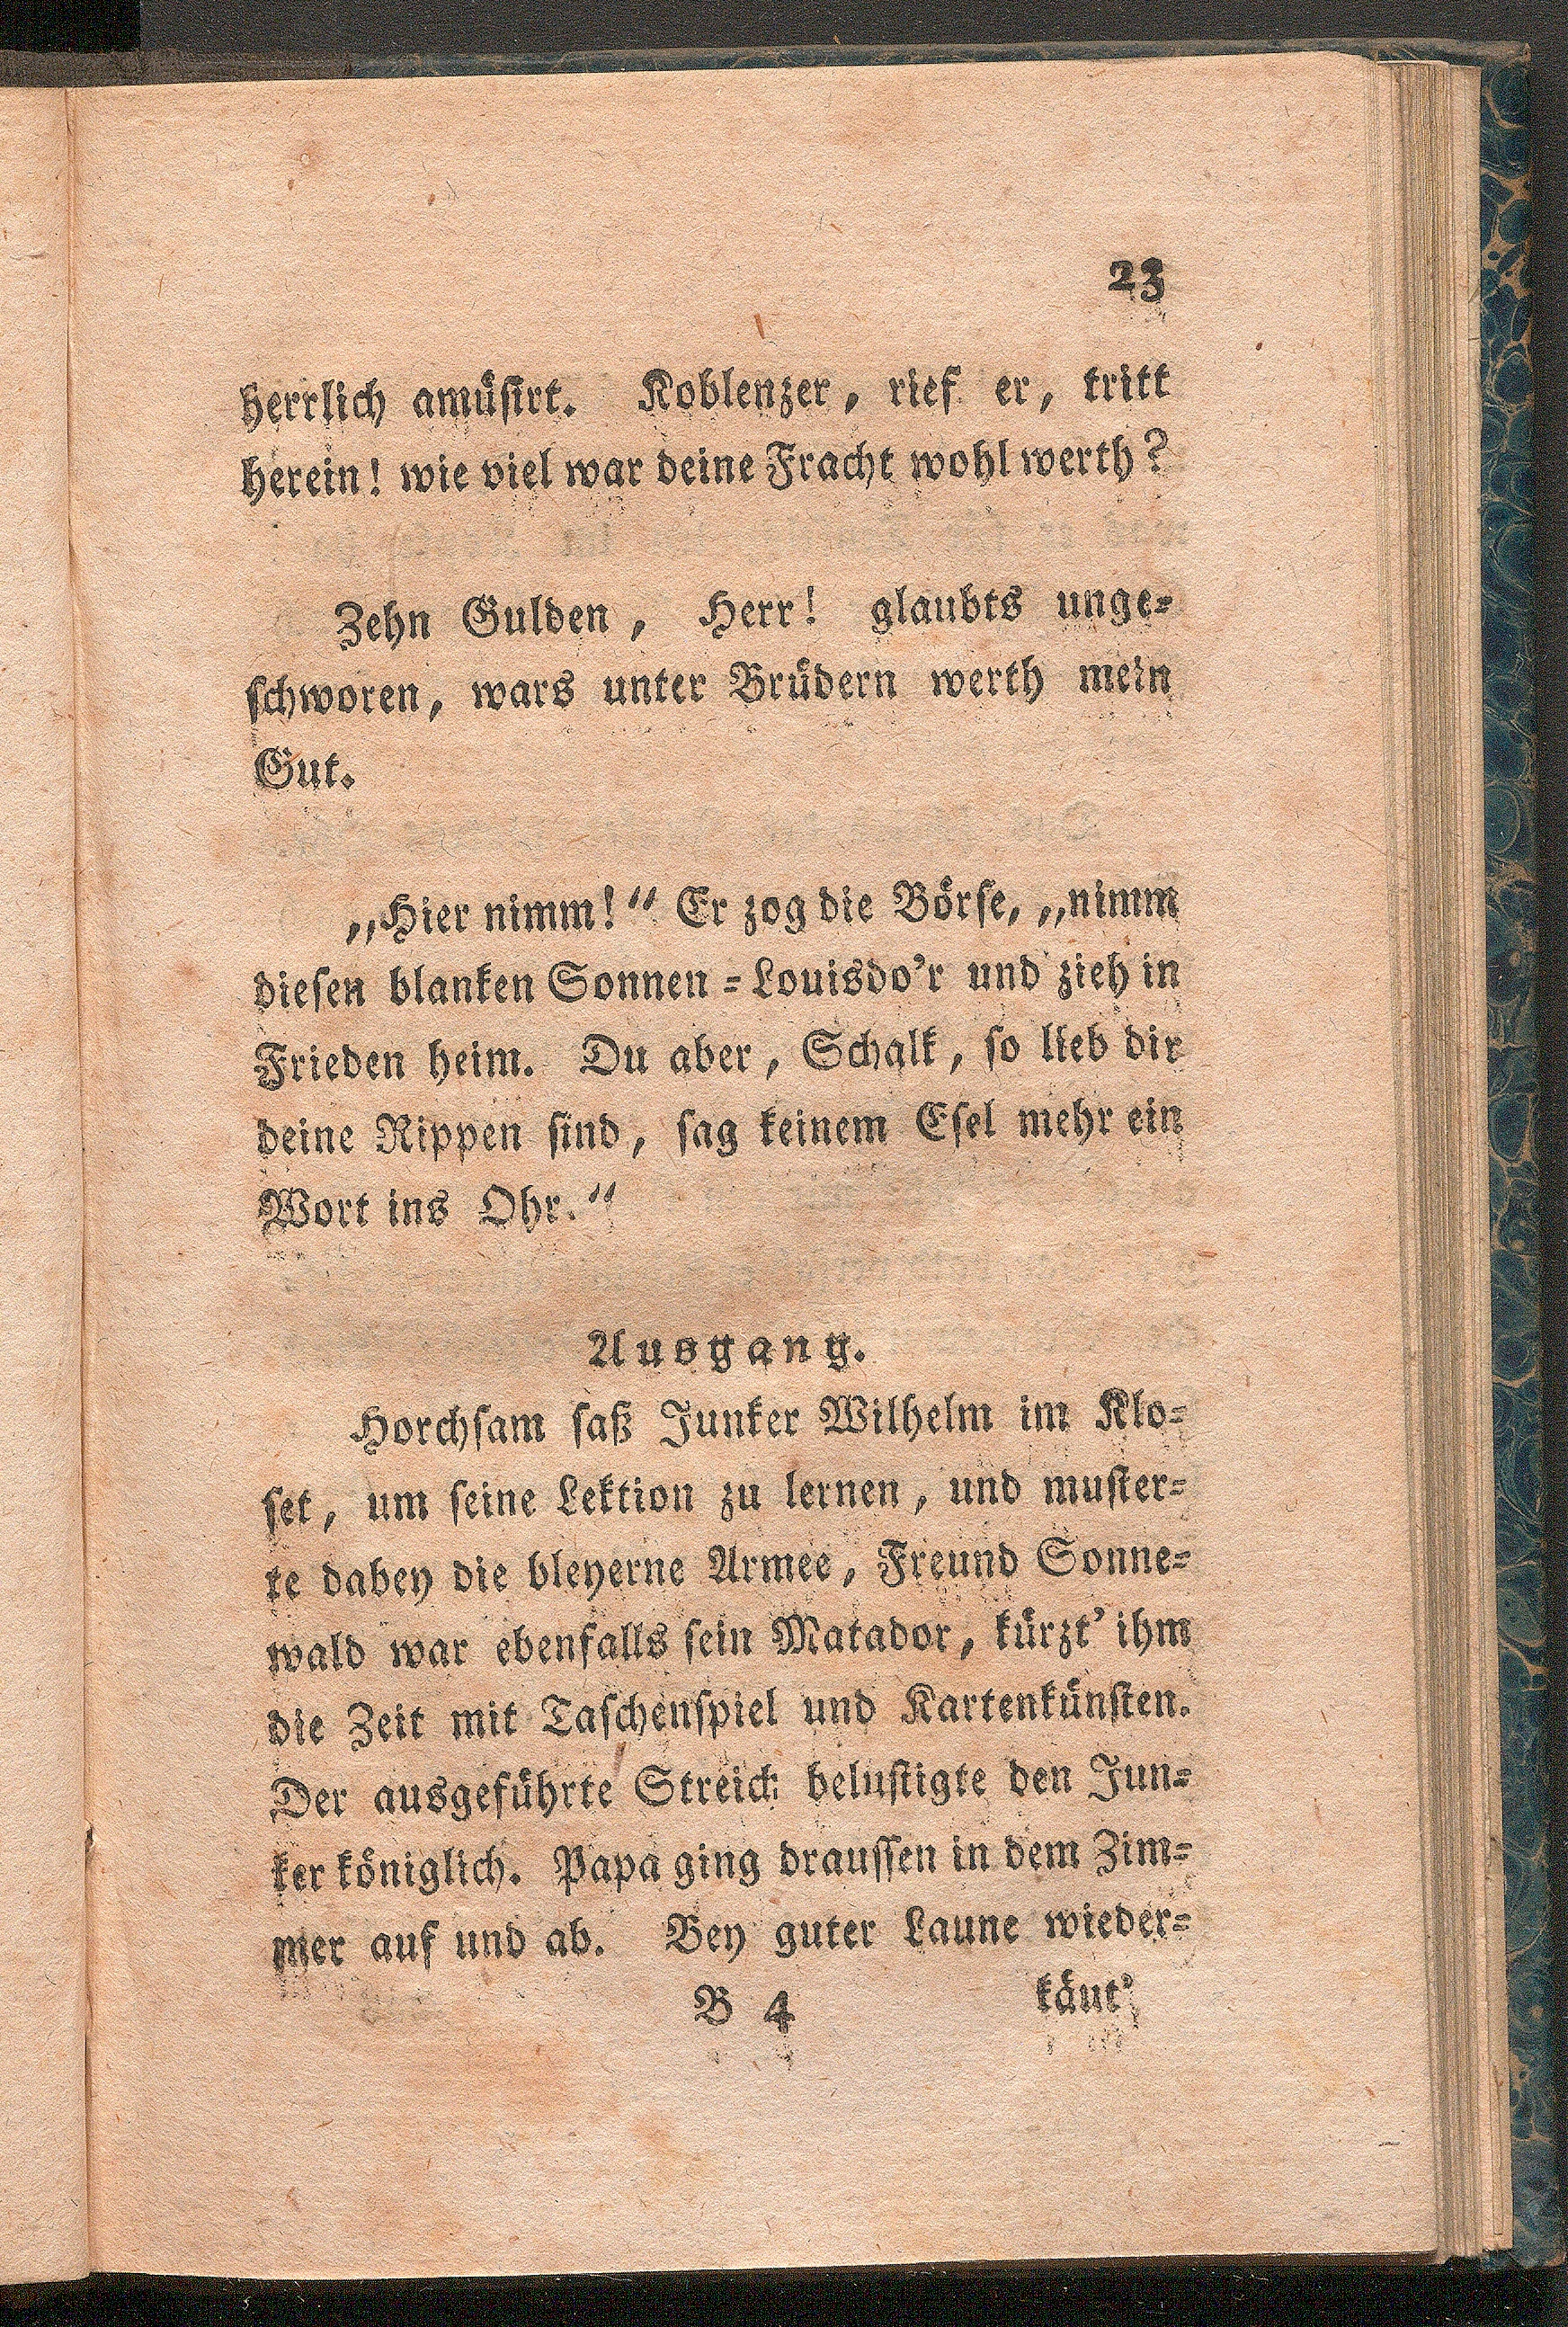 23
herrlich amüsirt. Koblenzer, rief er, tritt
herein! wie viel war deine Fracht wohl werth?
Zehn Gulden, Herr! glaubts unge-
schworen, wars unter Brüdern werth mein
Gut.
„Hier nimm!“ Er zog die Börse, „nimm
diesen blanken Sonnen-Louisdo’r und zieh in
Frieden heim. Du aber, Schalk, so lieb dir
deine Rippen sind, sag keinem Esel mehr ein
Wort ins Ohr.“
Ausgang.
Horchsam saß Junker Wilhelm im Klo-
set, um seine Lektion zu lernen, und muster-
te dabey die bleyerne Armee, Freund Sonne-
wald war ebenfalls sein Matador, kürzt’ ihm
die Zeit mit Taschenspiel und Kartenkünsten.
Der ausgeführte Streich belustigte den Jun-
ker königlich. Papa ging draussen in dem Zim-
mer auf und ab. Bey guter Laune wieder-
B 4 käut’